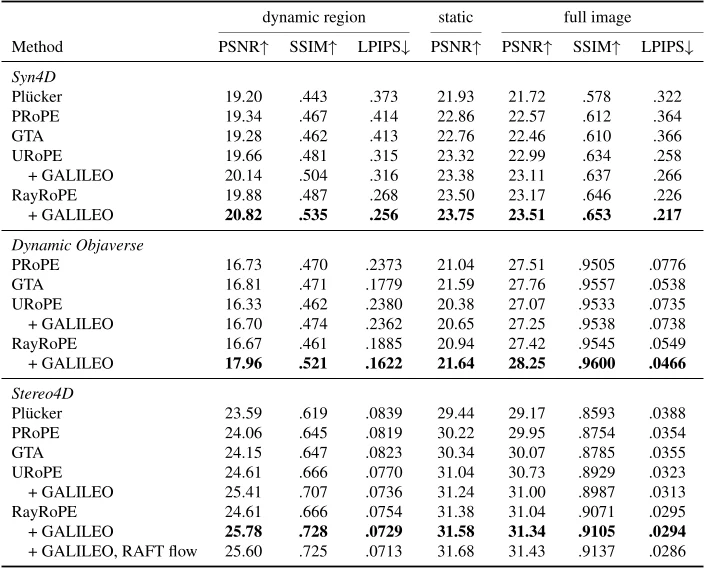 dynamic region static full image
Method PSNR↑ SSIM↑ LPIPS↓ PSNR↑ PSNR↑ SSIM↑ LPIPS↓
Syn4D
Plücker 19.20 .443 .373 21.93 21.72 .578 .322
PRoPE 19.34 .467 .414 22.86 22.57 .612 .364
GTA 19.28 .462 .413 22.76 22.46 .610 .366
URoPE 19.66 .481 .315 23.32 22.99 .634 .258
+ GALILEO 20.14 .504 .316 23.38 23.11 .637 .266
RayRoPE 19.88 .487 .268 23.50 23.17 .646 .226
+ GALILEO 20.82 .535 .256 23.75 23.51 .653 .217
Dynamic Objaverse
PRoPE 16.73 .470 .2373 21.04 27.51 .9505 .0776
GTA 16.81 .471 .1779 21.59 27.76 .9557 .0538
URoPE 16.33 .462 .2380 20.38 27.07 .9533 .0735
+ GALILEO 16.70 .474 .2362 20.65 27.25 .9538 .0738
RayRoPE 16.67 .461 .1885 20.94 27.42 .9545 .0549
+ GALILEO 17.96 .521 .1622 21.64 28.25 .9600 .0466
Stereo4D
Plücker 23.59 .619 .0839 29.44 29.17 .8593 .0388
PRoPE 24.06 .645 .0819 30.22 29.95 .8754 .0354
GTA 24.15 .647 .0823 30.34 30.07 .8785 .0355
URoPE 24.61 .666 .0770 31.04 30.73 .8929 .0323
+ GALILEO 25.41 .707 .0736 31.24 31.00 .8987 .0313
RayRoPE 24.61 .666 .0754 31.38 31.04 .9071 .0295
+ GALILEO 25.78 .728 .0729 31.58 31.34 .9105 .0294
+ GALILEO, RAFT flow 25.60 .725 .0713 31.68 31.43 .9137 .0286